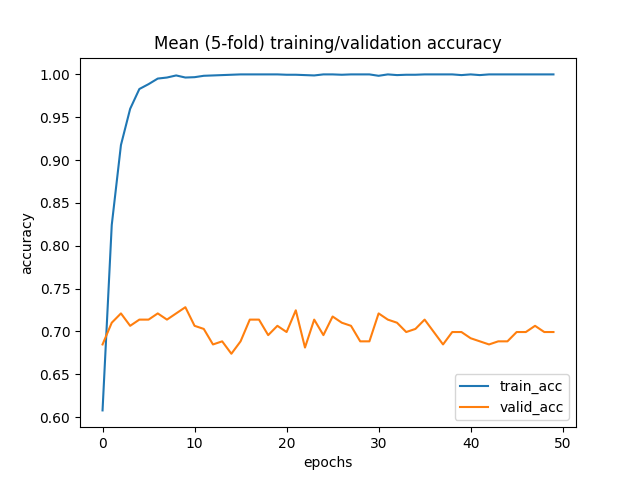 Mean (5-fold) training/validation accuracy
accuracy
1.00
0.95
0.90
0.85
0.80
0.75
0.70
0.65
0.60
train_acc
valid_acc
0 10 20 30 40 50
epochs